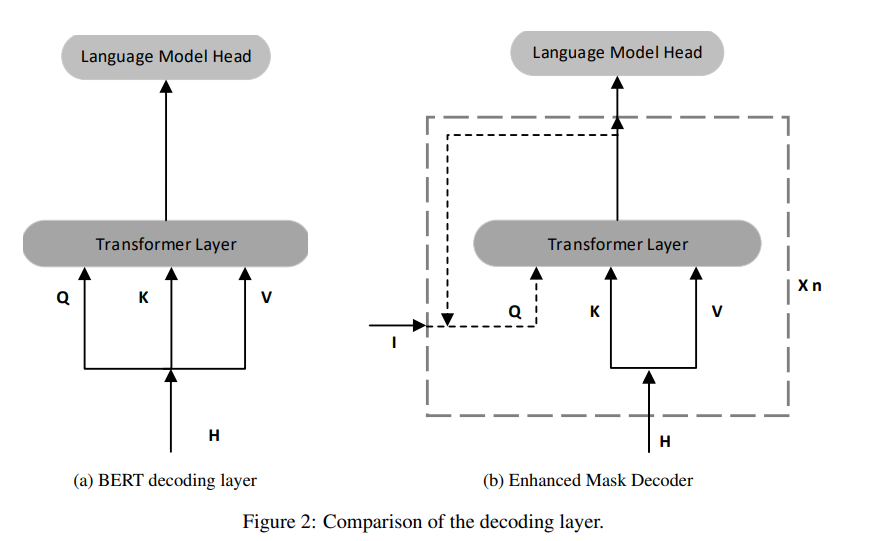 Language Model Head
Transformer Layer
Q
K
V
H
(a) BERT decoding layer
Language Model Head
Transformer Layer
X n
Q
K
V
I
H
(b) Enhanced Mask Decoder
Figure 2: Comparison of the decoding layer.